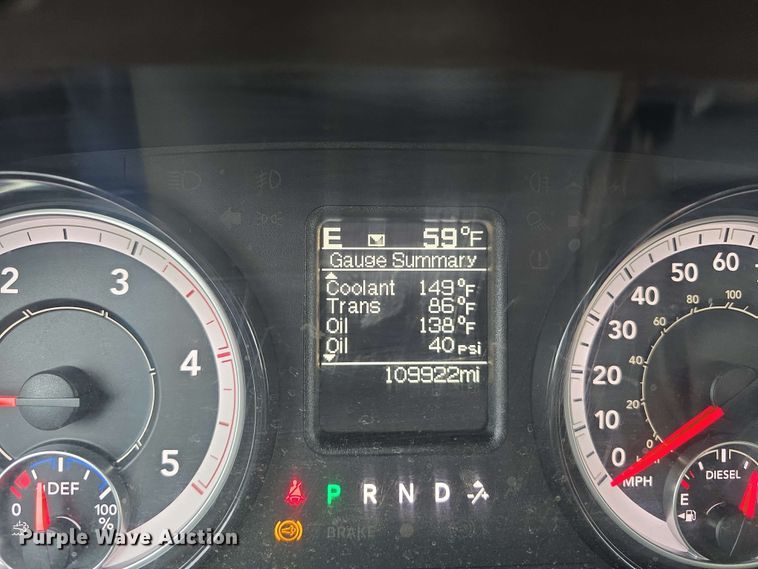 E 59°F
Gauge Summary
Coolant 149°F
Trans 86°F
Oil 138°F
Oil 40 psi
109922mi
2 3 4 5
DEF
0 100
%
0 10 20 30 40 50 60
0 20 40 60 80 100
MPH
DIESEL
E
P R N D
BRAKE
Purple Wave Auction